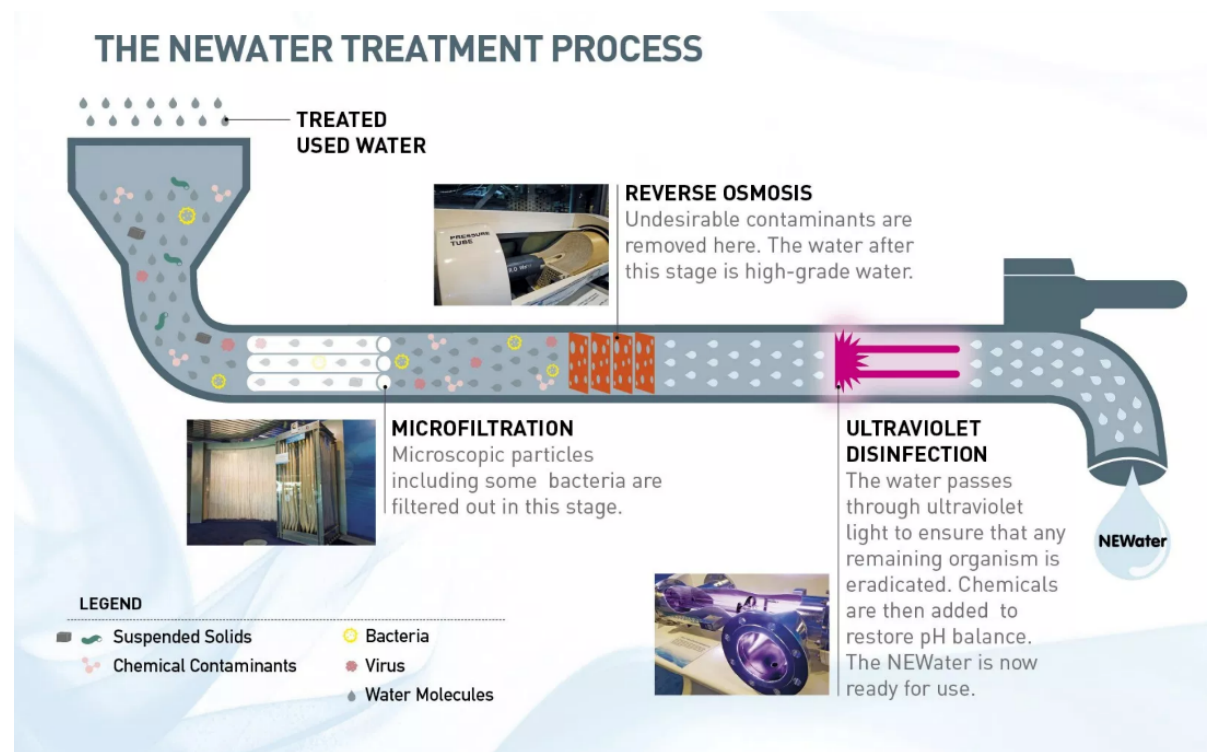 THE NEWATER TREATMENT PROCESS
TREATED
USED WATER
REVERSE OSMOSIS
Undesirable contaminants are
removed here. The water after
this stage is high-grade water.
PRESSURE
TUBE
MICROFILTRATION
Microscopic particles
including some bacteria are
filtered out in this stage.
ULTRAVIOLET
DISINFECTION
The water passes
through ultraviolet
light to ensure that any
remaining organism is
eradicated. Chemicals
are then added to
restore pH balance.
The NEWater is now
ready for use.
NEWater
LEGEND
Suspended Solids
Chemical Contaminants
Bacteria
Virus
Water Molecules